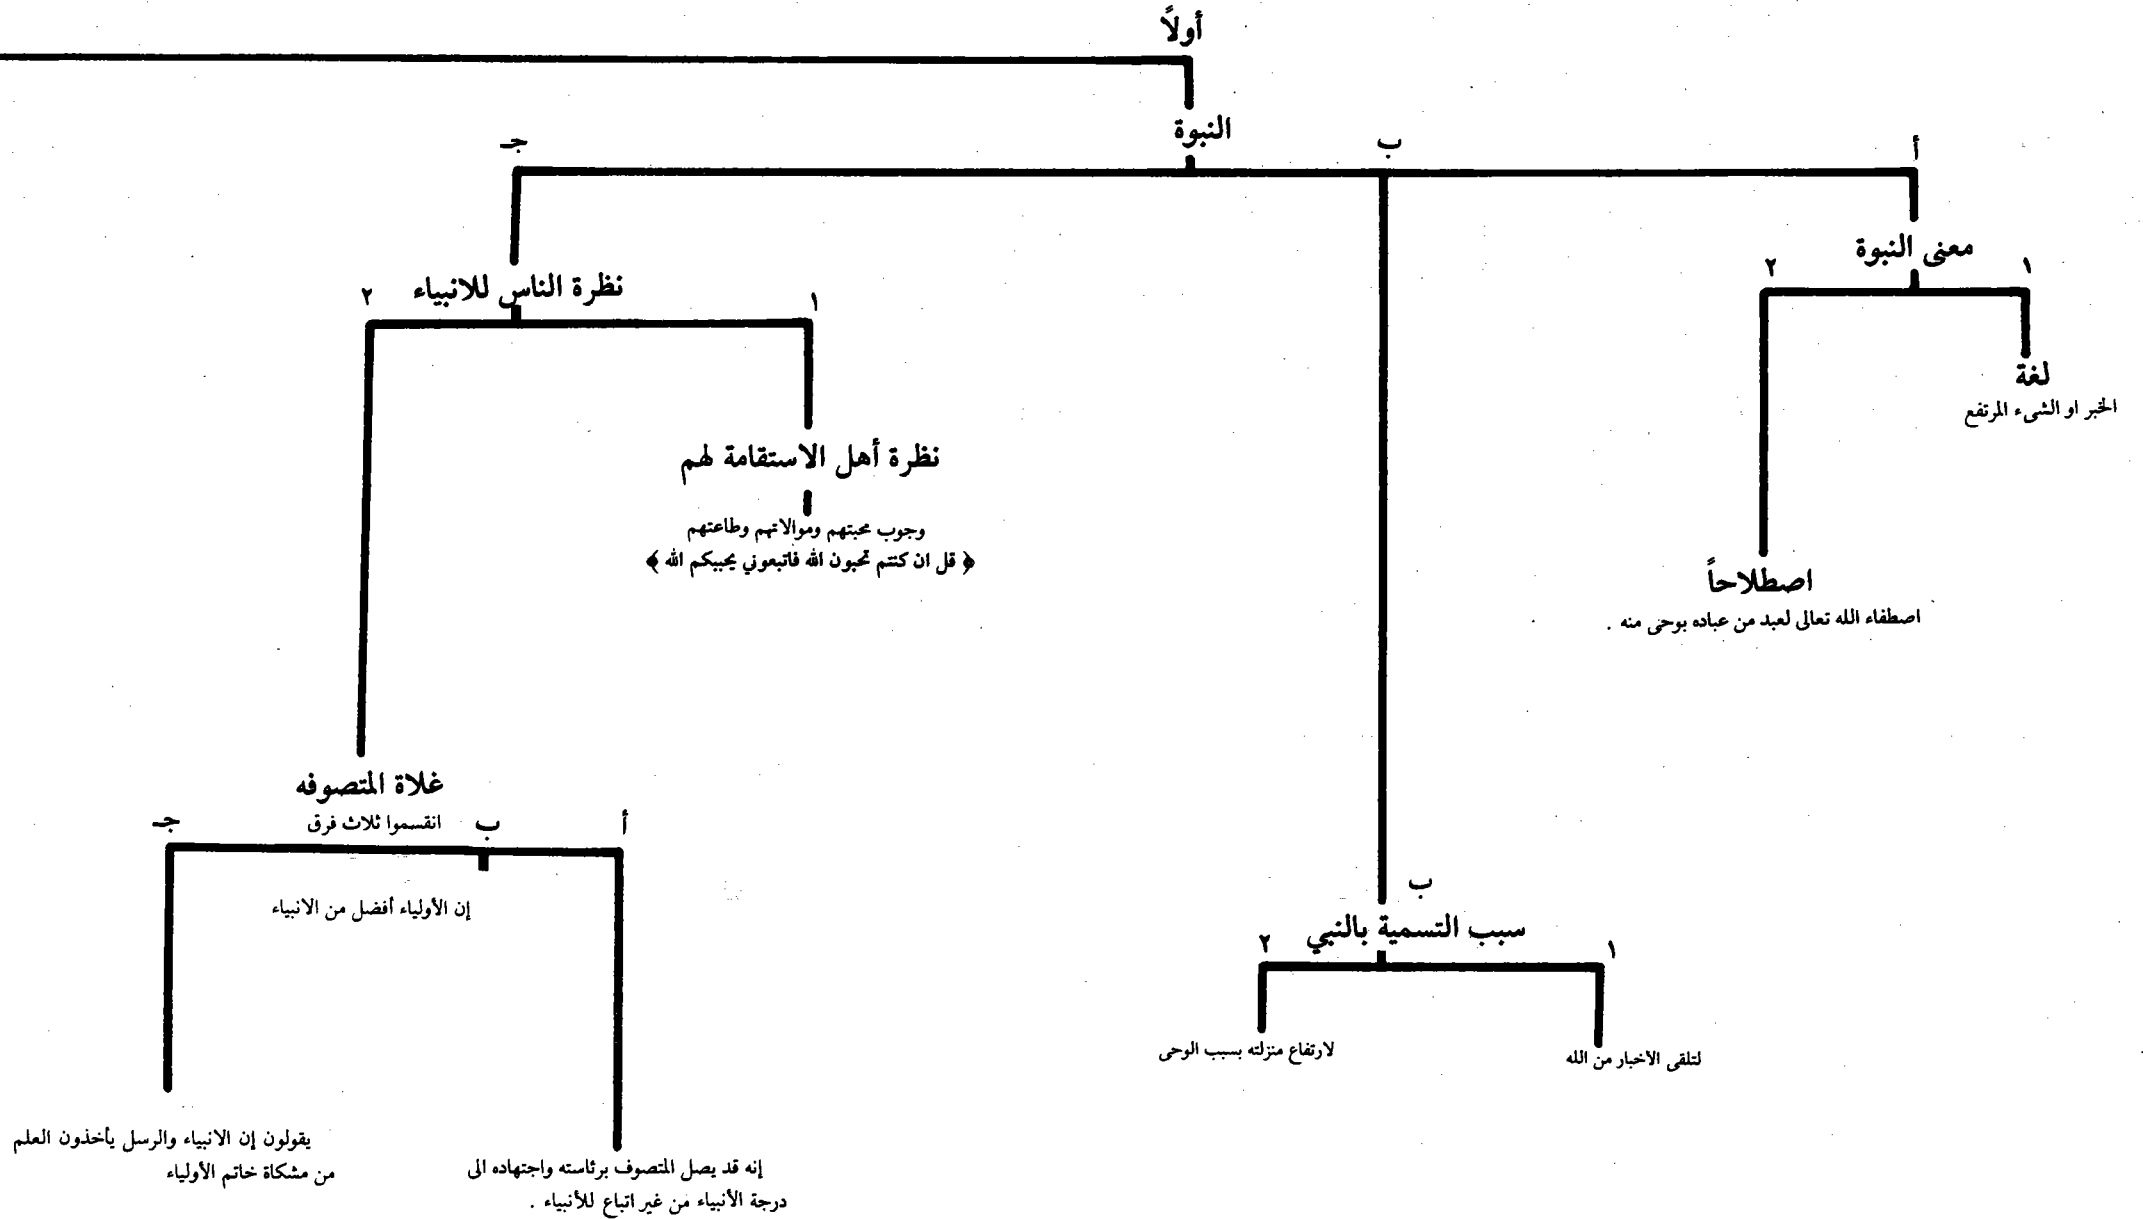 أولاً
النبوة
أ
ب
جـ
معنى النبوة
١
٢
لغة
الخبر او الشىء المرتفع
اصطلاحاً
اصطفاء الله تعالى لعبد من عباده بوحى منه .
ب
سبب التسمية بالنبي
١
٢
لتلقى الاخبار من الله
لارتفاع منزلته بسبب الوحى
نظرة الناس للانبياء
١
٢
نظرة أهل الاستقامة لهم
وجوب محبتهم وموالاتهم وطاعتهم
﴿ قل ان كنتم تحبون الله فاتبعوني يحببكم الله ﴾
غلاة المتصوفه
انقسموا ثلاث فرق
أ
ب
جـ
إنه قد يصل المتصوف برئاسته واجتهاده الى
درجة الأنبياء من غير اتباع للأنبياء .
إن الأولياء أفضل من الانبياء
يقولون إن الانبياء والرسل يأخذون العلم
من مشكاة خاتم الأولياء